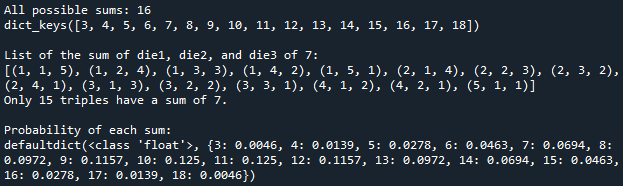 All possible sums: 16
dict_keys([3, 4, 5, 6, 7, 8, 9, 10, 11, 12, 13, 14, 15, 16, 17, 18])
List of the sum of die1, die2, and die3 of 7:
[(1, 1, 5), (1, 2, 4), (1, 3, 3), (1, 4, 2), (1, 5, 1), (2, 1, 4), (2, 2, 3), (2, 3, 2),
(2, 4, 1), (3, 1, 3), (3, 2, 2), (3, 3, 1), (4, 1, 2), (4, 2, 1), (5, 1, 1)]
Only 15 triples have a sum of 7.
Probability of each sum:
defaultdict(<class 'float'>, {3: 0.0046, 4: 0.0139, 5: 0.0278, 6: 0.0463, 7: 0.0694, 8:
0.0972, 9: 0.1157, 10: 0.125, 11: 0.125, 12: 0.1157, 13: 0.0972, 14: 0.0694, 15: 0.0463,
16: 0.0278, 17: 0.0139, 18: 0.0046})